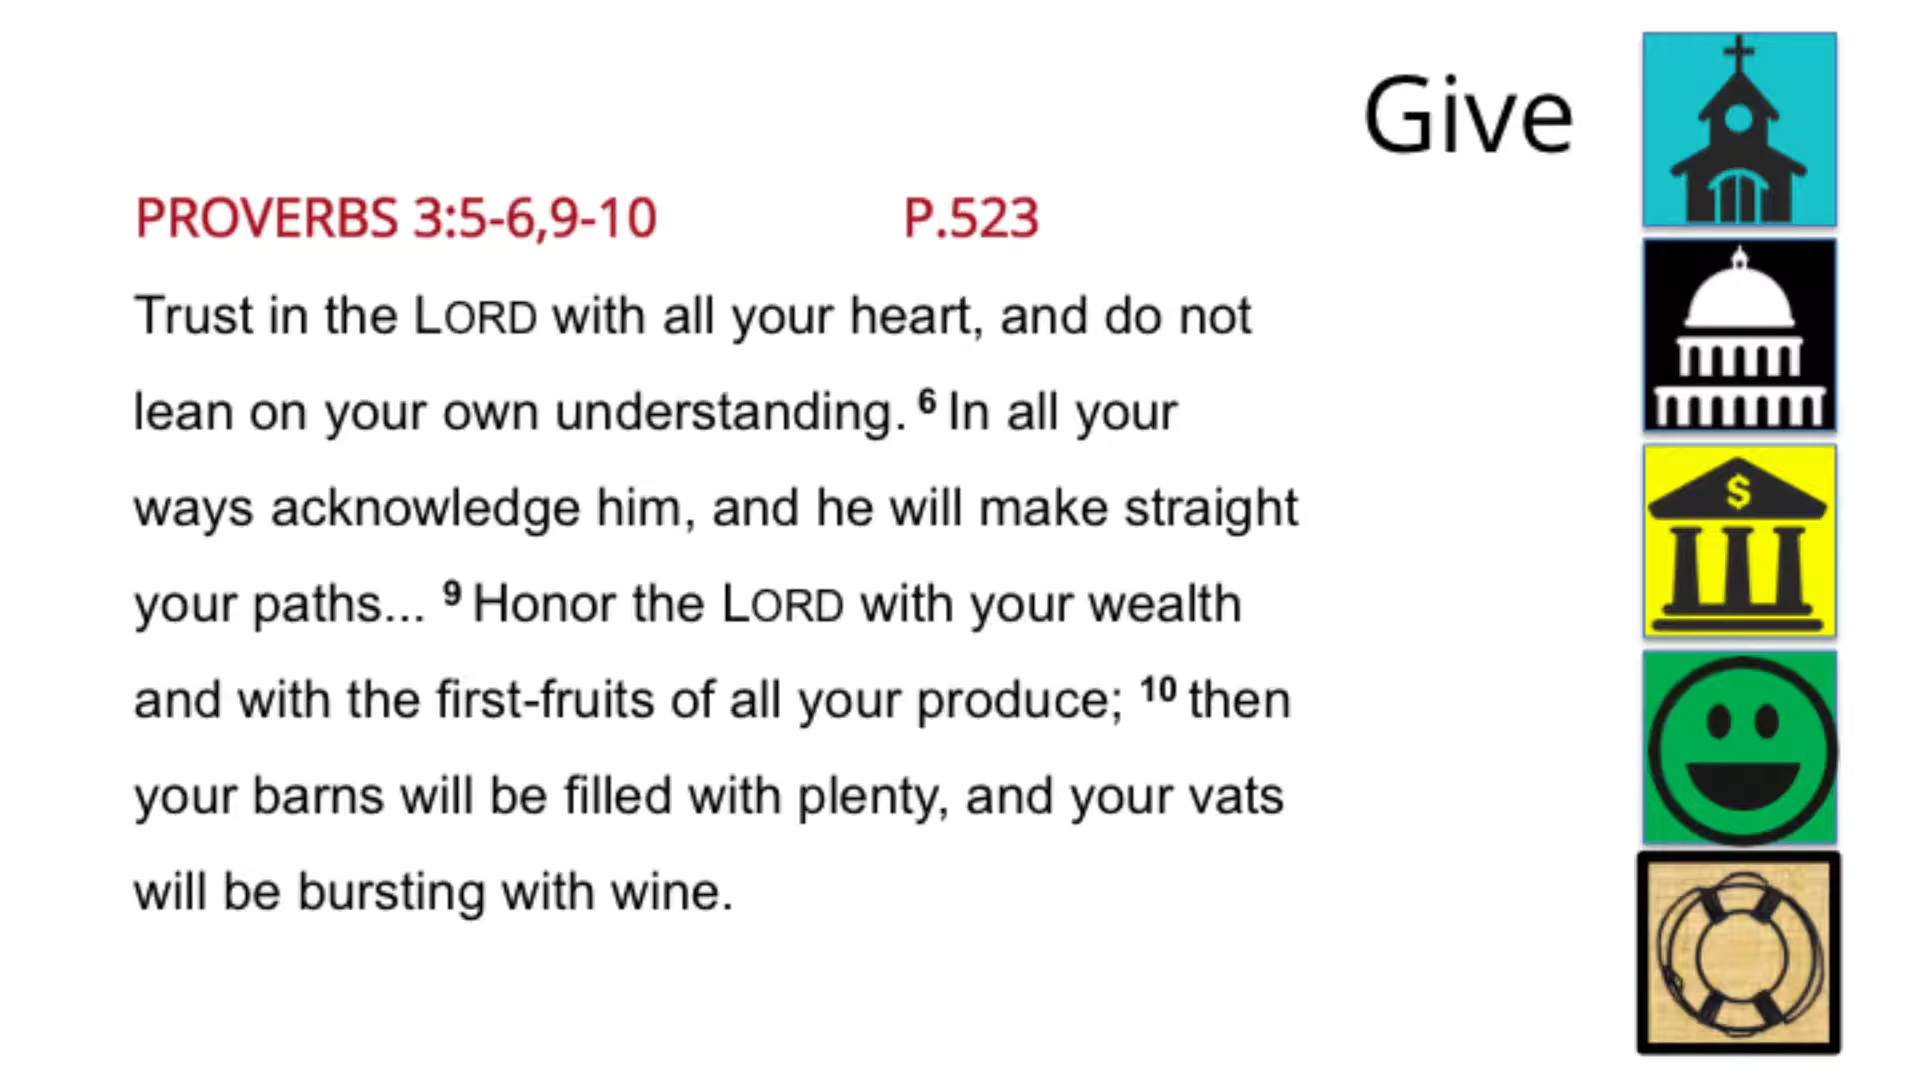 Give
PROVERBS 3:5-6,9-10 P.523
Trust in the LORD with all your heart, and do not
lean on your own understanding. 6 In all your
ways acknowledge him, and he will make straight
your paths... 9 Honor the LORD with your wealth
and with the first-fruits of all your produce; 10 then
your barns will be filled with plenty, and your vats
will be bursting with wine.
$